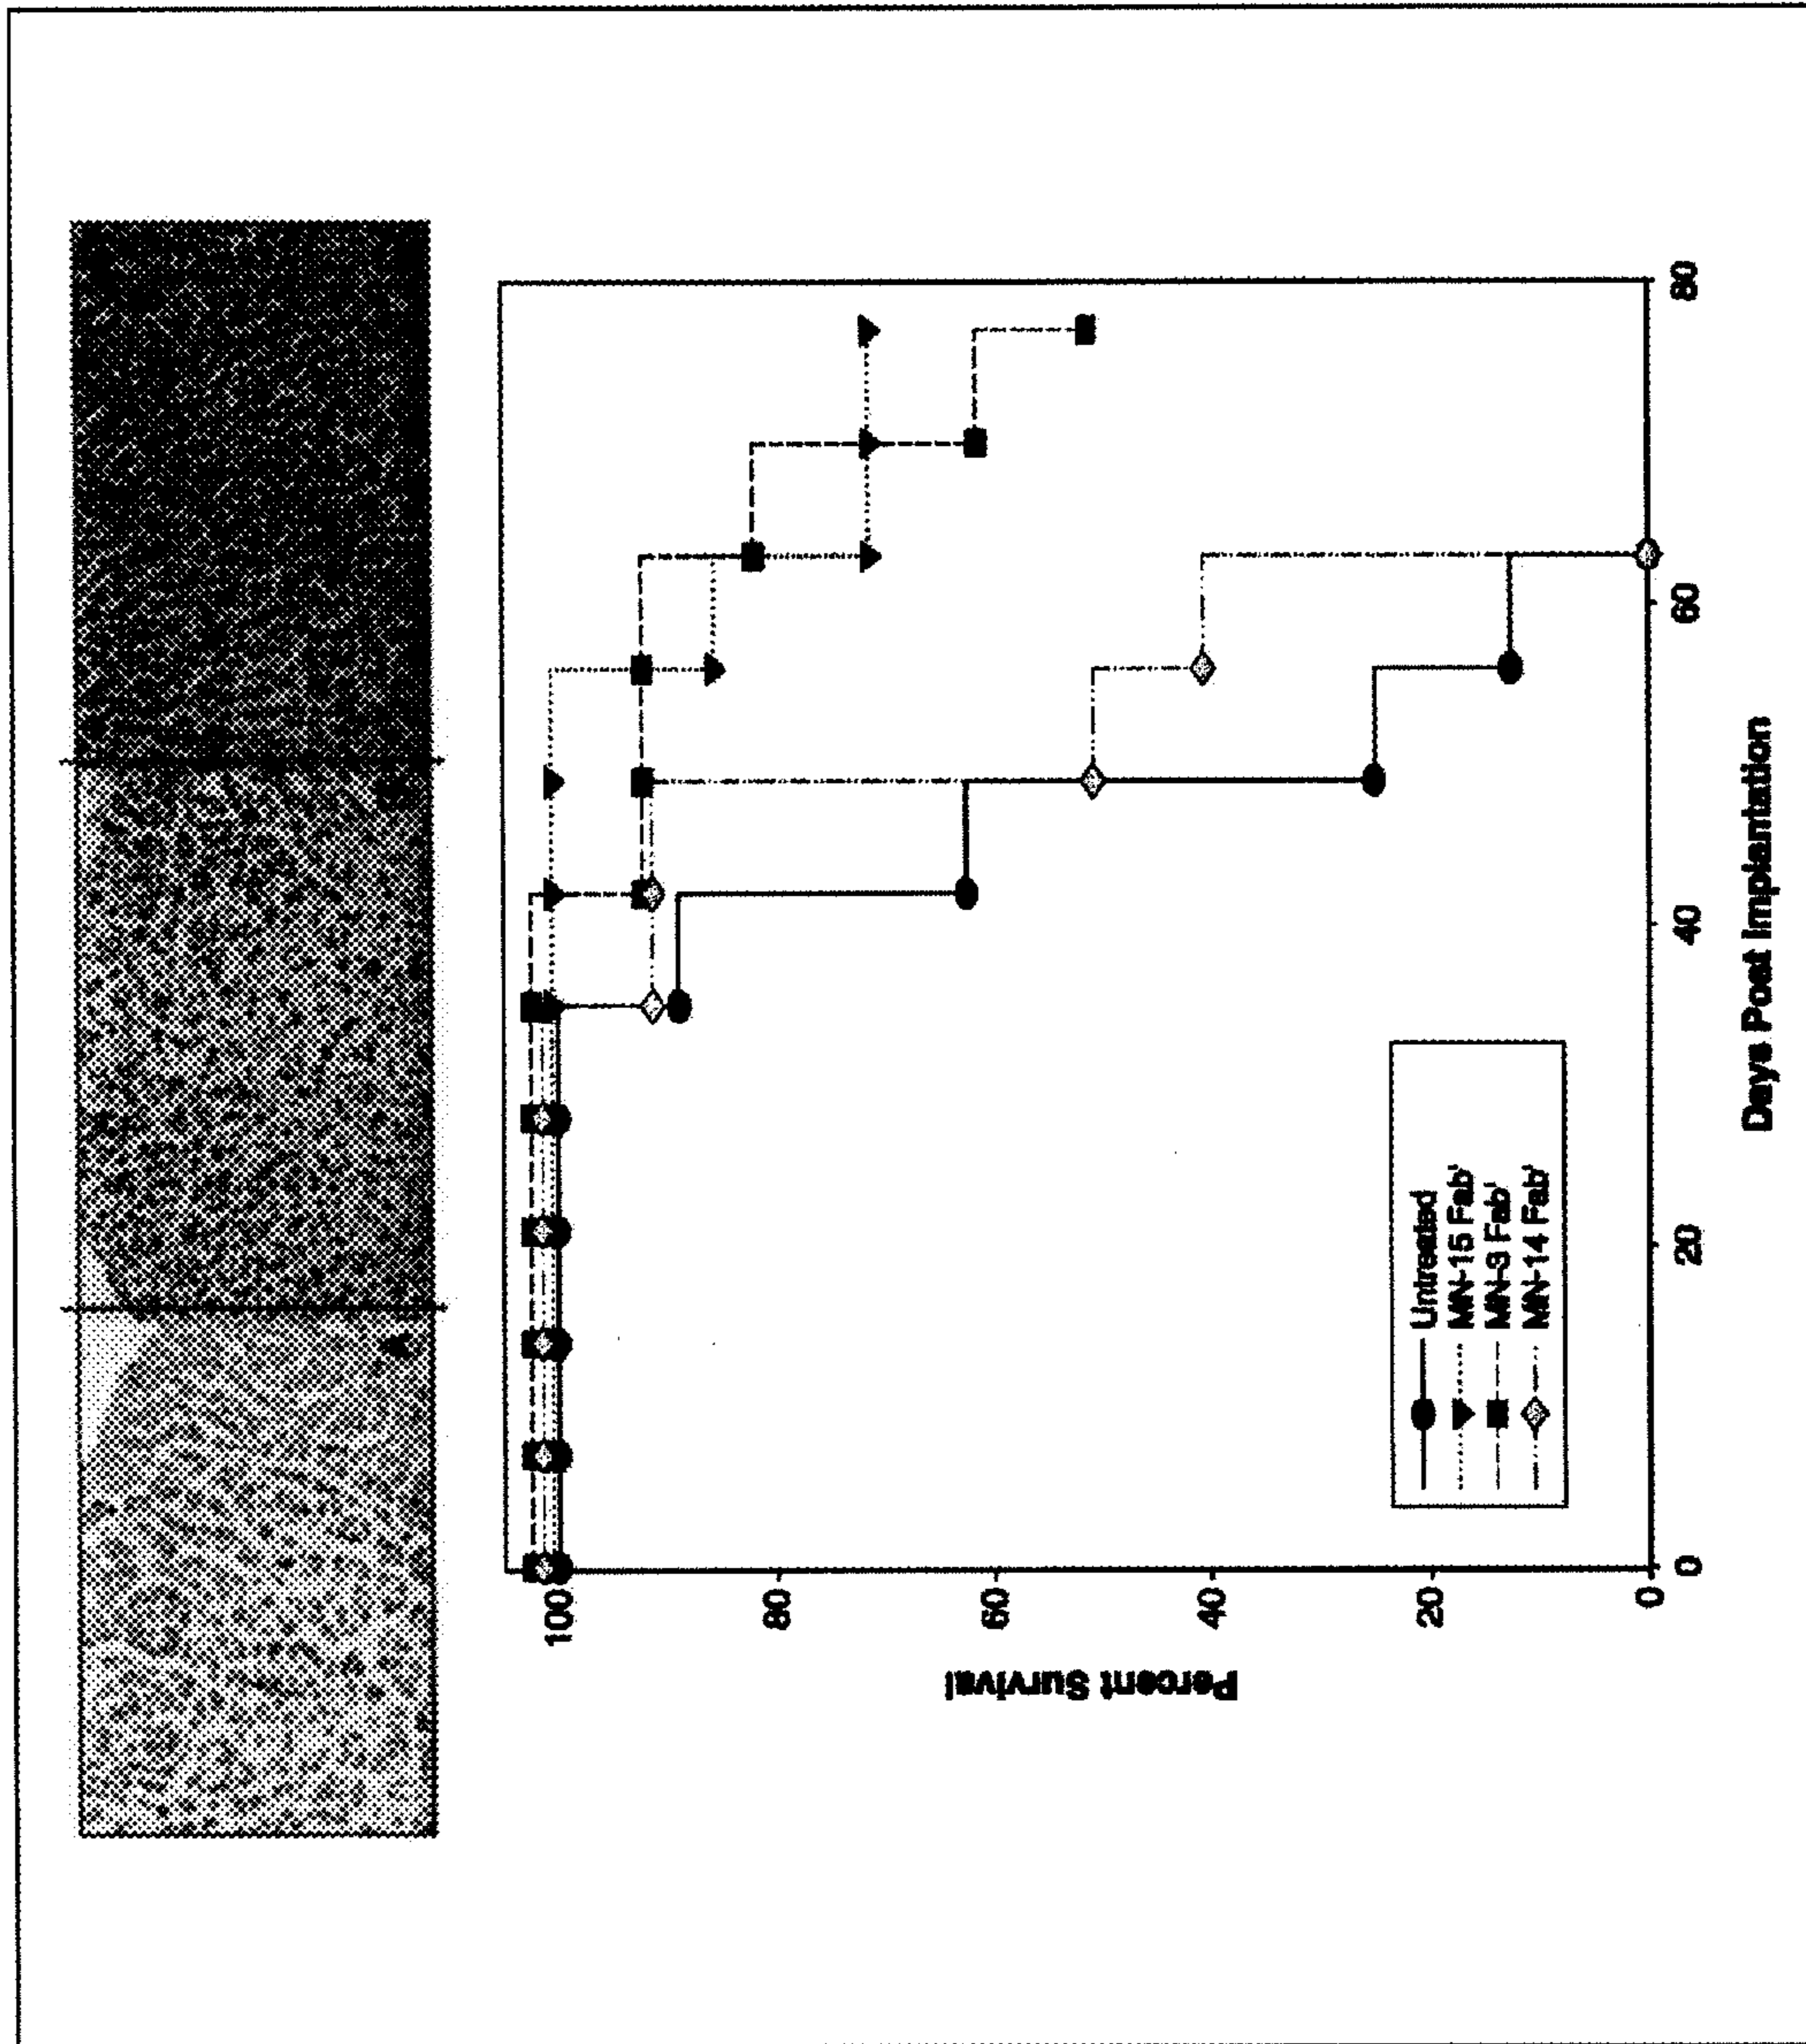 A
Percent Survival
100
80
60
40
20
0
Untreated
MN-15 Fab'
MN-3 Fab'
MN-14 Fab'
0
20
40
60
80
Days Post Implantation